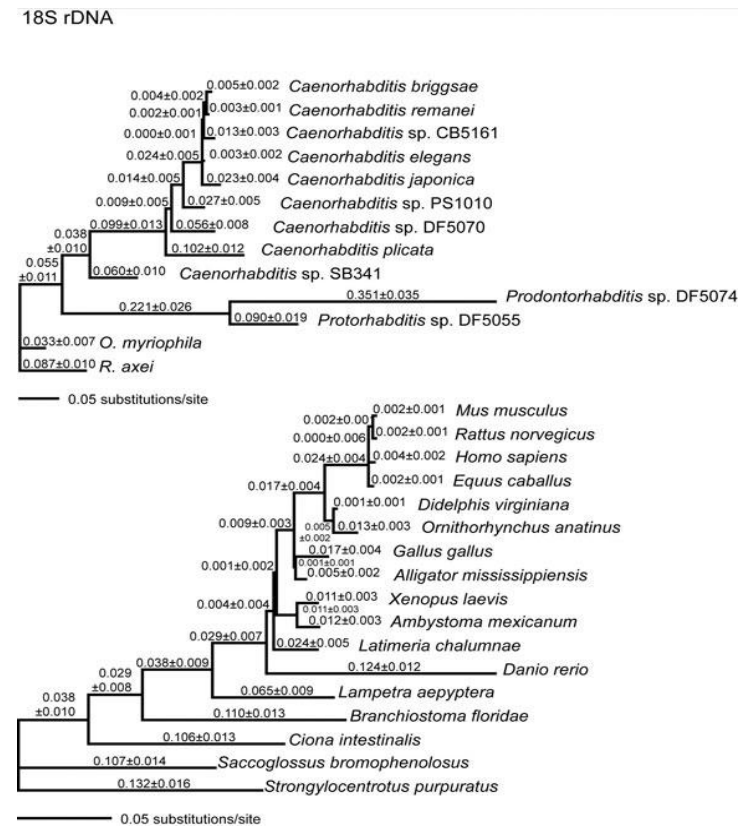 18S rDNA
0.005±0.002 Caenorhabditis briggsae
0.004±0.002
0.003±0.001 Caenorhabditis remanei
0.002±0.001
0.000±0.001 0.013±0.003 Caenorhabditis sp. CB5161
0.024±0.005 0.003±0.002 Caenorhabditis elegans
0.014±0.005 0.023±0.004 Caenorhabditis japonica
0.009±0.005 0.027±0.005 Caenorhabditis sp. PS1010
0.099±0.013 0.056±0.008 Caenorhabditis sp. DF5070
0.038
±0.010 0.102±0.012 Caenorhabditis plicata
0.055
±0.011 0.060±0.010 Caenorhabditis sp. SB341
0.351±0.035 Prodontorhabditis sp. DF5074
0.221±0.026
0.090±0.019 Protorhabditis sp. DF5055
0.033±0.007 O. myriophila
0.087±0.010 R. axei
0.05 substitutions/site
0.002±0.001 Mus musculus
0.002±0.00
0.002±0.001 Rattus norvegicus
0.000±0.006
0.024±0.004 0.004±0.002 Homo sapiens
0.002±0.001 Equus caballus
0.017±0.004
0.001±0.001 Didelphis virginiana
0.009±0.003 0.005
±0.002 0.013±0.003 Ornithorhynchus anatinus
0.017±0.004 Gallus gallus
0.001±0.001
0.001±0.002 0.005±0.002 Alligator mississippiensis
0.011±0.003 Xenopus laevis
0.004±0.004 0.011±0.003
0.012±0.003 Ambystoma mexicanum
0.029±0.007 0.024±0.005 Latimeria chalumnae
0.038±0.009 0.124±0.012 Danio rerio
0.029
±0.008 0.065±0.009 Lampetra aepyptera
0.038
±0.010 0.110±0.013 Branchiostoma floridae
0.106±0.013 Ciona intestinalis
0.107±0.014 Saccoglossus bromophenolosus
0.132±0.016 Strongylocentrotus purpuratus
0.05 substitutions/site